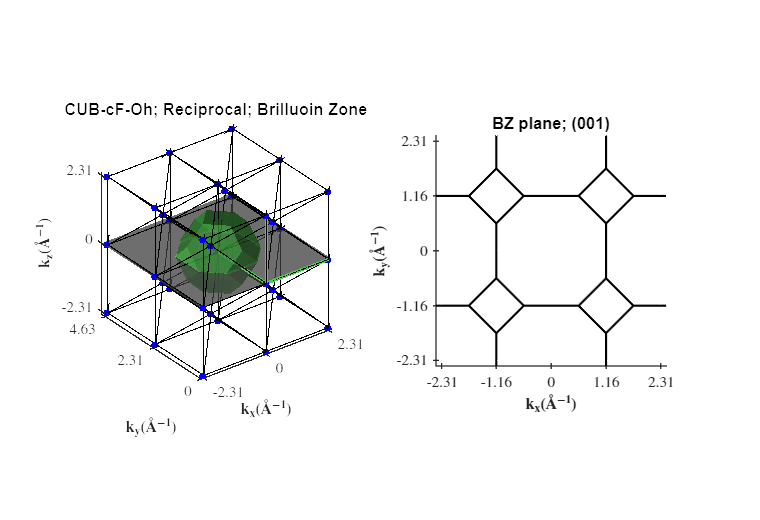 CUB-cF-Oh; Reciprocal; Brilluoin Zone
2.31
0
-2.31
kz(Å−1)
4.63
2.31
0
ky(Å−1)
-2.31
0
2.31
kx(Å−1)
BZ plane; (001)
2.31
1.16
0
-1.16
-2.31
ky(Å−1)
-2.31
-1.16
0
1.16
2.31
kx(Å−1)